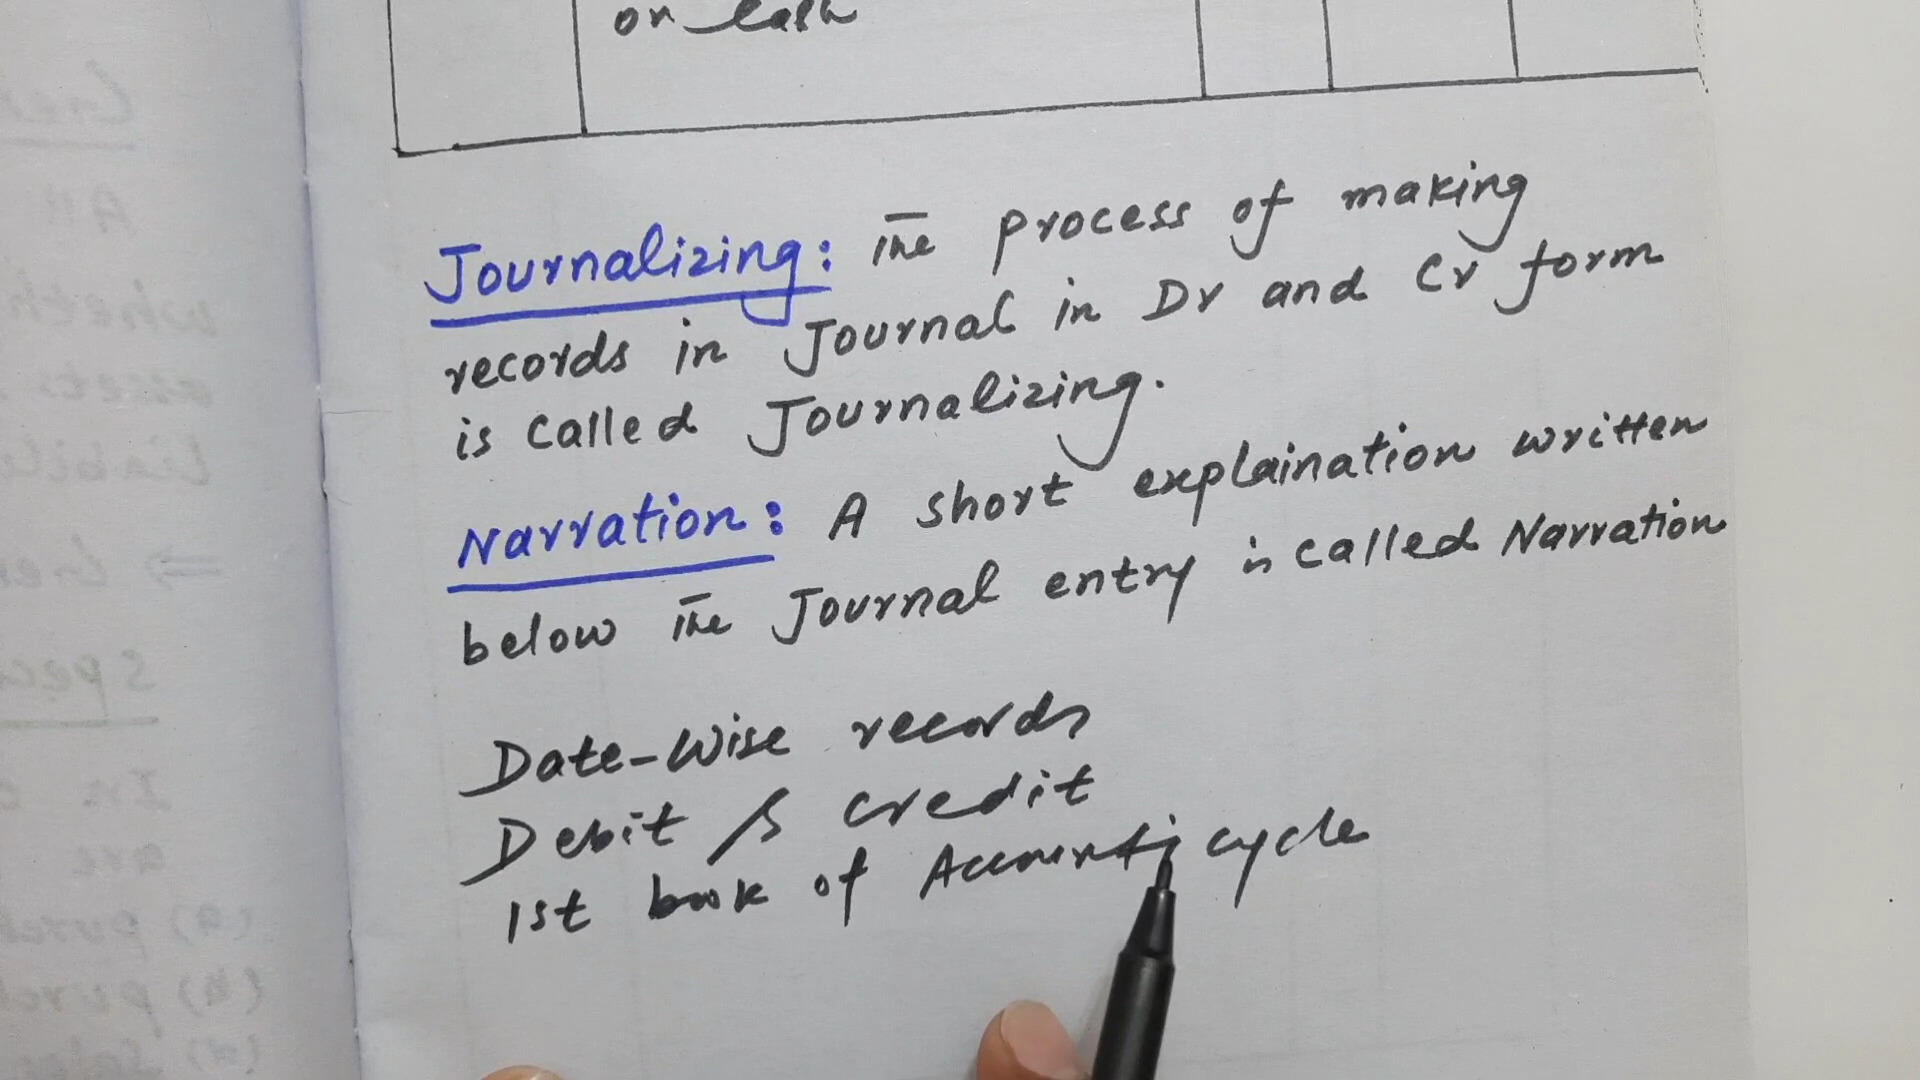 on cash
Journalizing: The process of making
records in Journal in Dr and Cr form
is called Journalizing.
Narration: A short explaination written
below the Journal entry is called Narration
Date-Wise records
Debit & credit
1st book of Accounti cycle